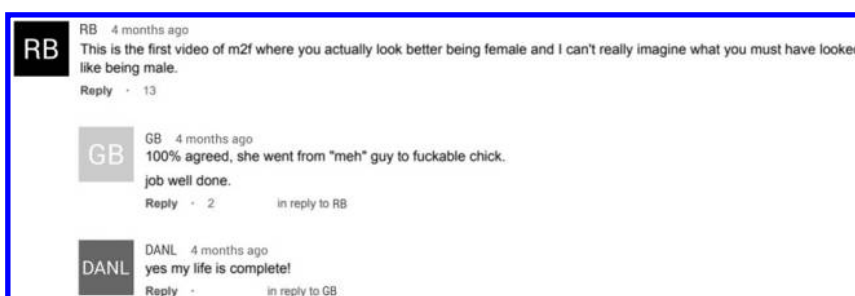 RB 4 months ago
RB
This is the first video of m2f where you actually look better being female and I can't really imagine what you must have looked
like being male.
Reply · 13
GB 4 months ago
GB
100% agreed, she went from "meh" guy to fuckable chick.
job well done.
Reply · 2 in reply to RB
DANL 4 months ago
DANL
yes my life is complete!
Reply · in reply to GB